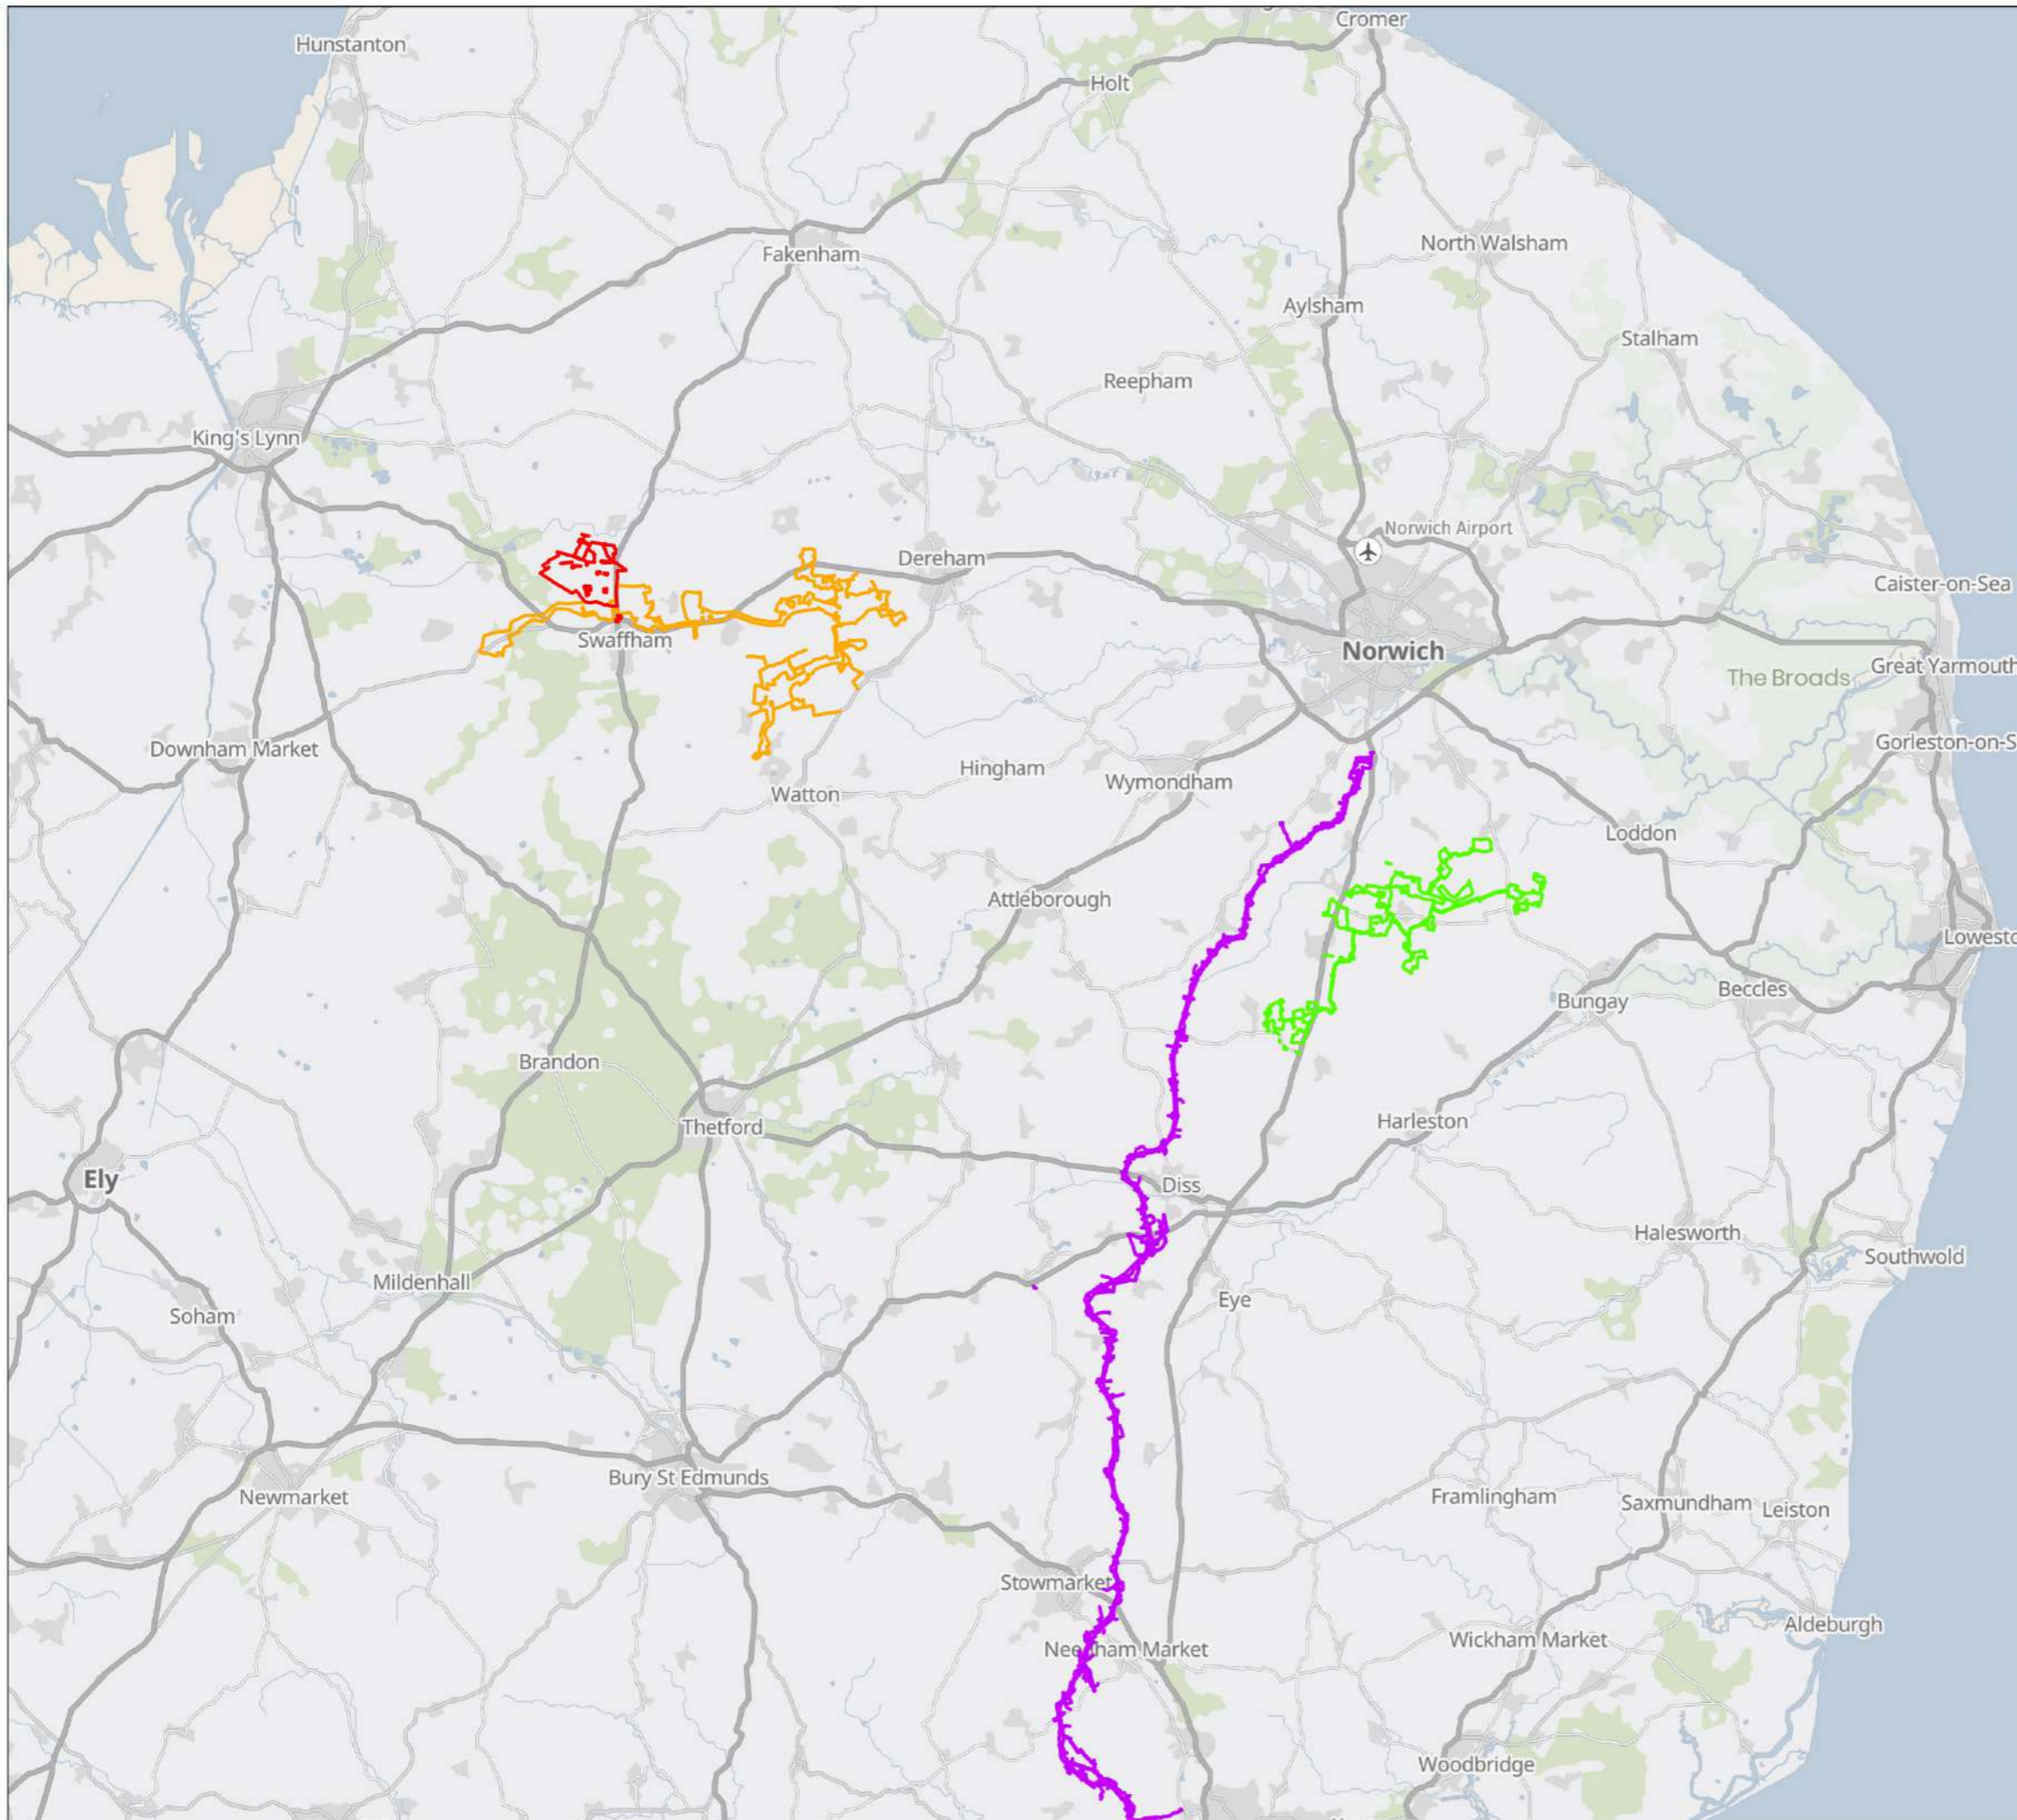 Cromer
Hunstanton
Holt
North Walsham
Fakenham
Aylsham
Stalham
Reepham
King's Lynn
Norwich Airport
Dereham
Caister-on-Sea
Swaffham
Norwich
Great Yarmouth
The Broads
Downham Market
Gorleston-on-S
Hingham
Wymondham
Watton
Loddon
Attleborough
Lowesto
Beccles
Bungay
Brandon
Harleston
Thetford
Ely
Diss
Halesworth
Southwold
Mildenhall
Eye
Soham
Bury St Edmunds
Newmarket
Framlingham
Saxmundham
Leiston
Stowmarket
Aldeburgh
Wickham Market
Needham Market
Woodbridge